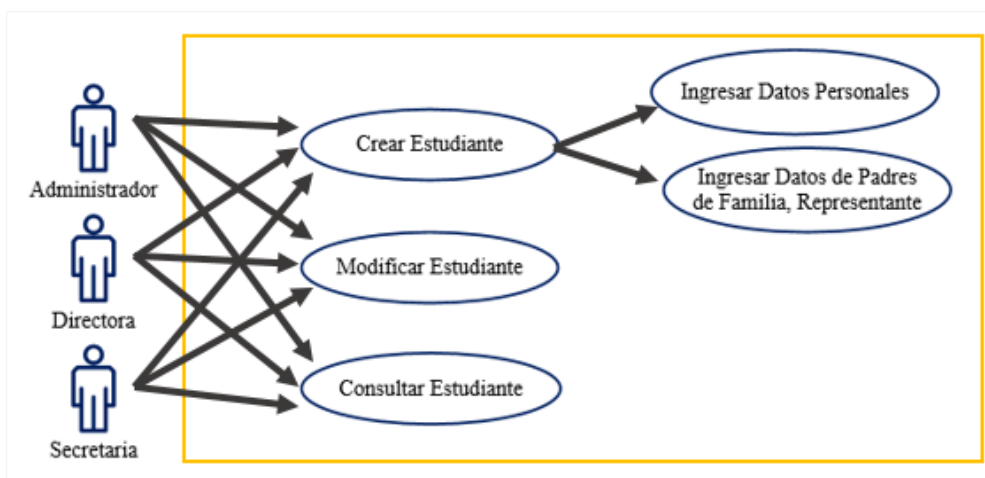 Administrador
Directora
Secretaria
Crear Estudiante
Modificar Estudiante
Consultar Estudiante
Ingresar Datos Personales
Ingresar Datos de Padres
de Familia, Representante